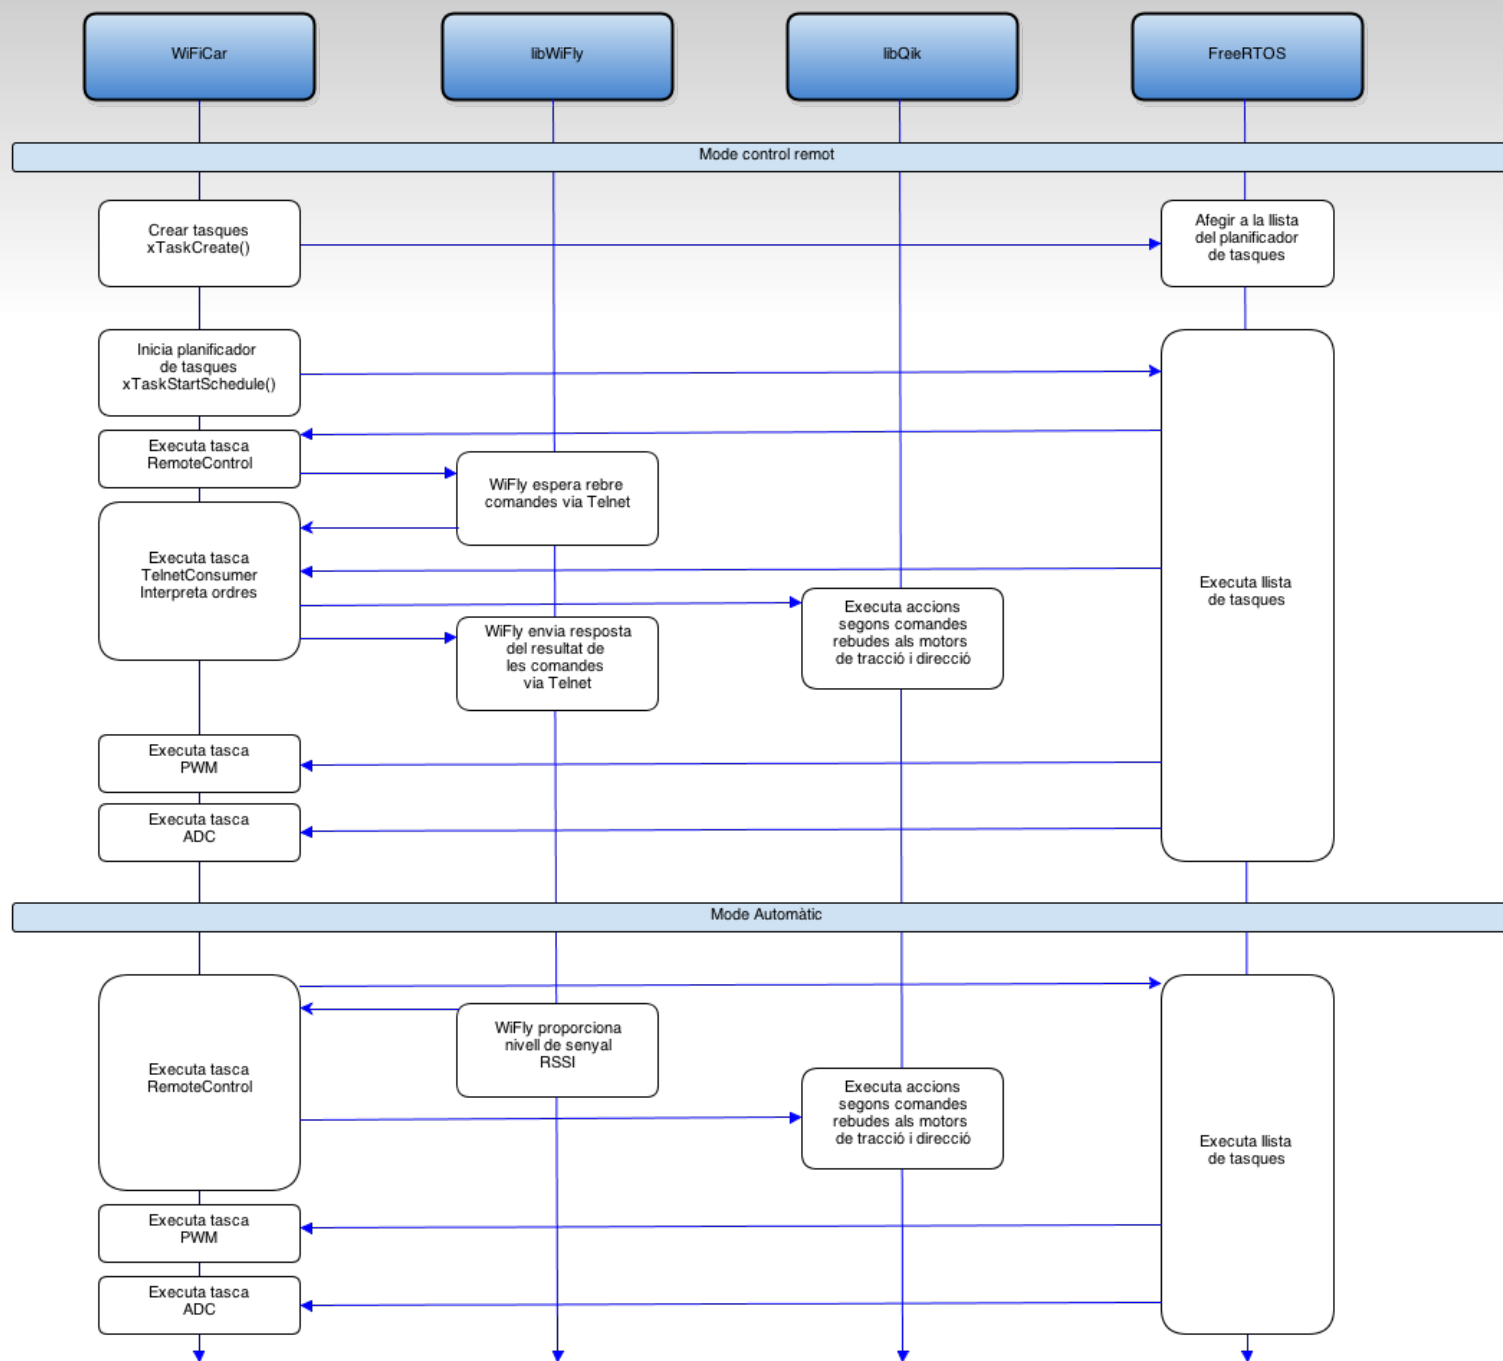 WiFiCar
libWiFly
libQik
FreeRTOS
Mode control remot
Crear tasques
xTaskCreate()
Afegir a la llista
del planificador
de tasques
Inicia planificador
de tasques
xTaskStartSchedule()
Executa tasca
RemoteControl
WiFly espera rebre
comandes via Telnet
Executa tasca
TelnetConsumer
Interpreta ordres
Executa llista
de tasques
Executa accions
segons comandes
rebudes als motors
de tracció i direcció
WiFly envia resposta
del resultat de
les comandes
via Telnet
Executa tasca
PWM
Executa tasca
ADC
Mode Automàtic
WiFly proporciona
nivell de senyal
RSSI
Executa tasca
RemoteControl
Executa accions
segons comandes
rebudes als motors
de tracció i direcció
Executa llista
de tasques
Executa tasca
PWM
Executa tasca
ADC